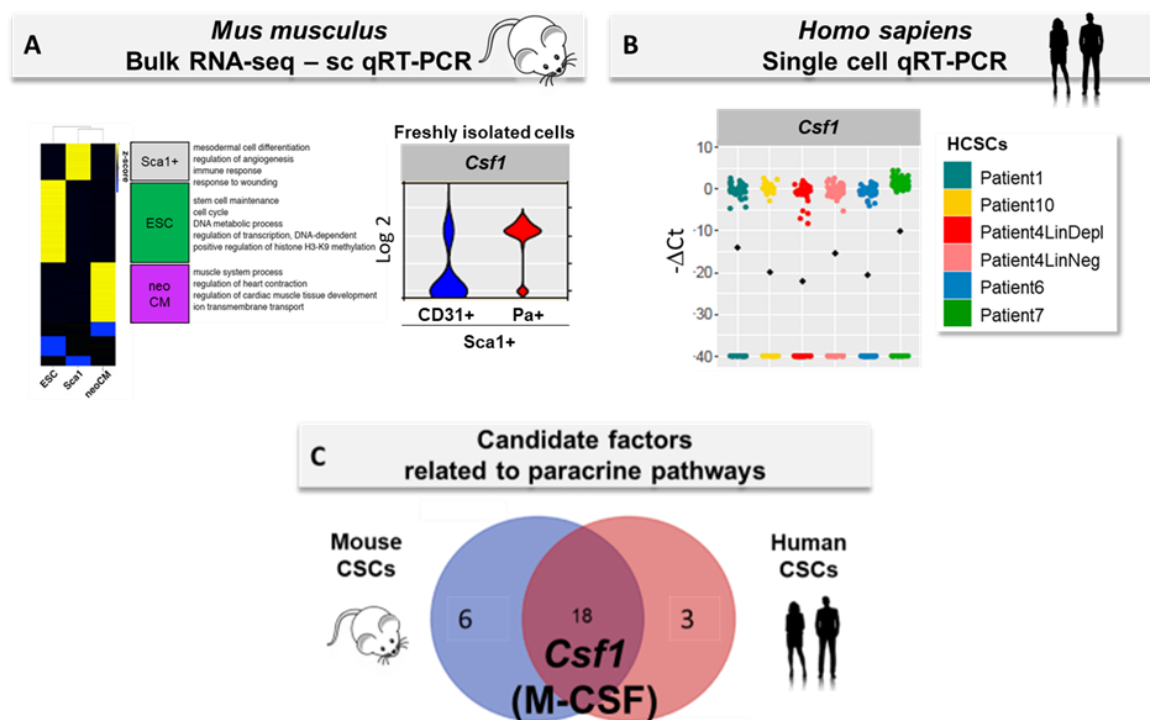 A
Mus musculus
Bulk RNA-seq – sc qRT-PCR
z-score
Sca1+
mesodermal cell differentiation
regulation of angiogenesis
immune response
response to wounding
ESC
stem cell maintenance
cell cycle
DNA metabolic process
regulation of transcription, DNA-dependent
positive regulation of histone H3-K9 methylation
neo
CM
muscle system process
regulation of heart contraction
regulation of cardiac muscle tissue development
ion transmembrane transport
ESC
Sca1
neoCM
Freshly isolated cells
Csf1
Log 2
CD31+ Pa+
Sca1+
B
Homo sapiens
Single cell qRT-PCR
Csf1
-ΔCt
10
0
-10
-20
-30
-40
HCSCs
Patient1
Patient10
Patient4LinDepl
Patient4LinNeg
Patient6
Patient7
C
Candidate factors
related to paracrine pathways
Mouse
CSCs
6
18
3
Csf1
(M-CSF)
Human
CSCs